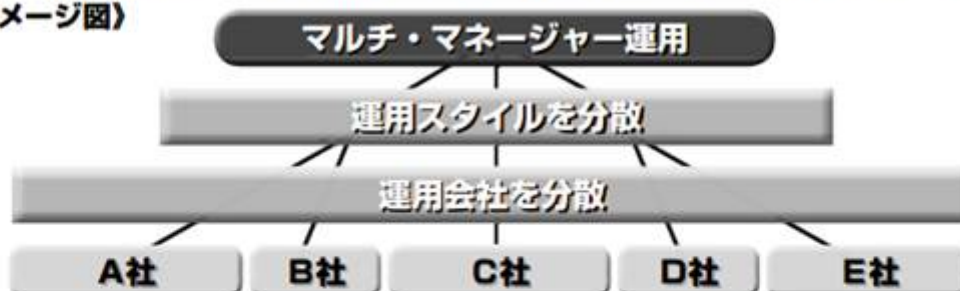 メージ図》
マルチ・マネージャー運用
運用スタイルを分散
運用会社を分散
A社 B社 C社 D社 E社